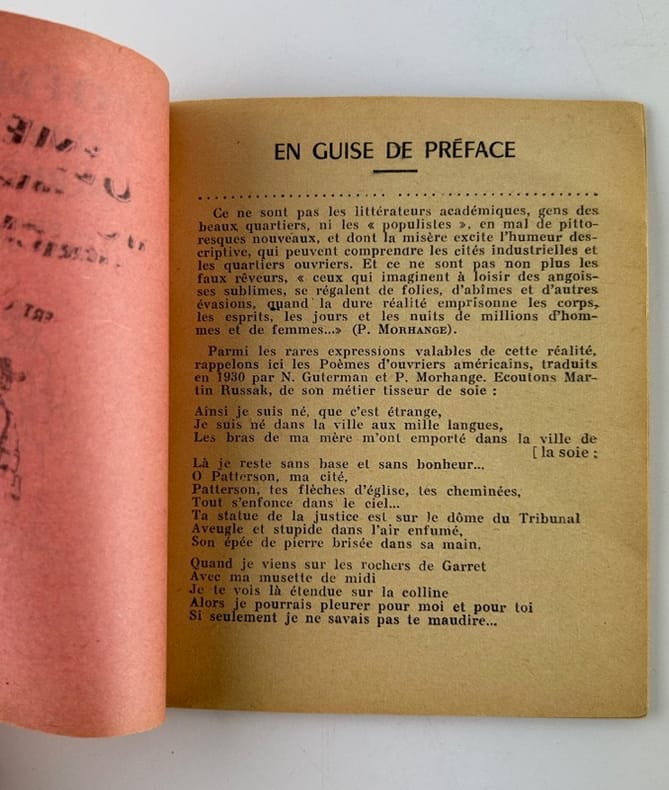 EN GUISE DE PRÉFACE
Ce ne sont pas les littérateurs académiques, gens des
beaux quartiers, ni les « populistes », en mal de pitto-
resques nouveaux, et dont la misère excite l'humeur des-
criptive, qui peuvent comprendre les cités industrielles et
les quartiers ouvriers. Et ce ne sont pas non plus les
faux rêveurs, « ceux qui imaginent à loisir des angois-
ses sublimes, se régalent de folies, d'abîmes et d'autres
évasions, quand la dure réalité emprisonne les corps,
les esprits, les jours et les nuits de millions d'hom-
mes et de femmes...» (P. MORHANGE).
Parmi les rares expressions valables de cette réalité,
rappelons ici les Poèmes d'ouvriers américains, traduits
en 1930 par N. Guterman et P. Morhange. Ecoutons Mar-
tin Russak, de son métier tisseur de soie :
Ainsi je suis né, que c'est étrange,
Je suis né dans la ville aux mille langues,
Les bras de ma mère m'ont emporté dans la ville de
[ la soie ;
Là je reste sans base et sans bonheur...
O Patterson, ma cité,
Patterson, tes flèches d'église, tes cheminées,
Tout s'enfonce dans le ciel...
Ta statue de la justice est sur le dôme du Tribunal
Aveugle et stupide dans l'air enfumé,
Son épée de pierre brisée dans sa main.
Quand je viens sur les rochers de Garret
Avec ma musette de midi
Je te vois là étendue sur la colline
Alors je pourrais pleurer pour moi et pour toi
Si seulement je ne savais pas te maudire...